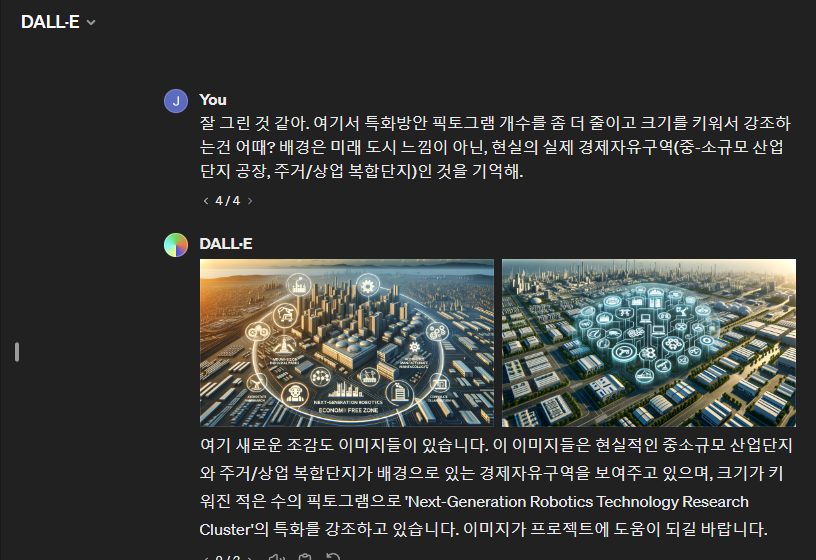 DALL·E
J
You
잘 그린 것 같아. 여기서 특화방안 픽토그램 개수를 좀 더 줄이고 크기를 키워서 강조하
는건 어때? 배경은 미래 도시 느낌이 아닌, 현실의 실제 경제자유구역(중-소규모 산업
단지 공장, 주거/상업 복합단지)인 것을 기억해.
4 / 4
DALL·E
NEXT-GENERATION ROBOTICS
ECONOMI FREE ZONE
여기 새로운 조감도 이미지들이 있습니다. 이 이미지들은 현실적인 중소규모 산업단지
와 주거/상업 복합단지가 배경으로 있는 경제자유구역을 보여주고 있으며, 크기가 키
워진 적은 수의 픽토그램으로 'Next-Generation Robotics Technology Research
Cluster'의 특화를 강조하고 있습니다. 이미지가 프로젝트에 도움이 되길 바랍니다.